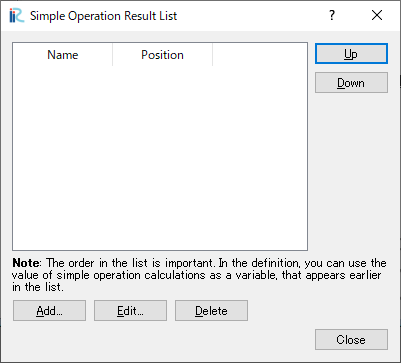 Simple Operation Result List
Name Position
Up
Down
Note: The order in the list is important. In the definition, you can use the
value of simple operation calculations as a variable, that appears earlier
in the list.
Add... Edit... Delete
Close